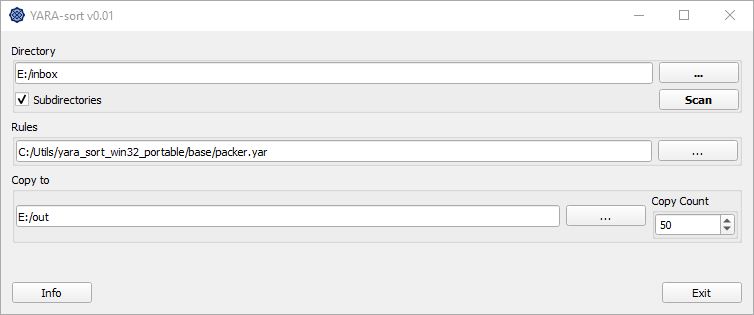 YARA-sort v0.01
Directory
E:/inbox
...
Subdirectories
Scan
Rules
C:/Utils/yara_sort_win32_portable/base/packer.yar
...
Copy to
Copy Count
E:/out
...
50
Info
Exit